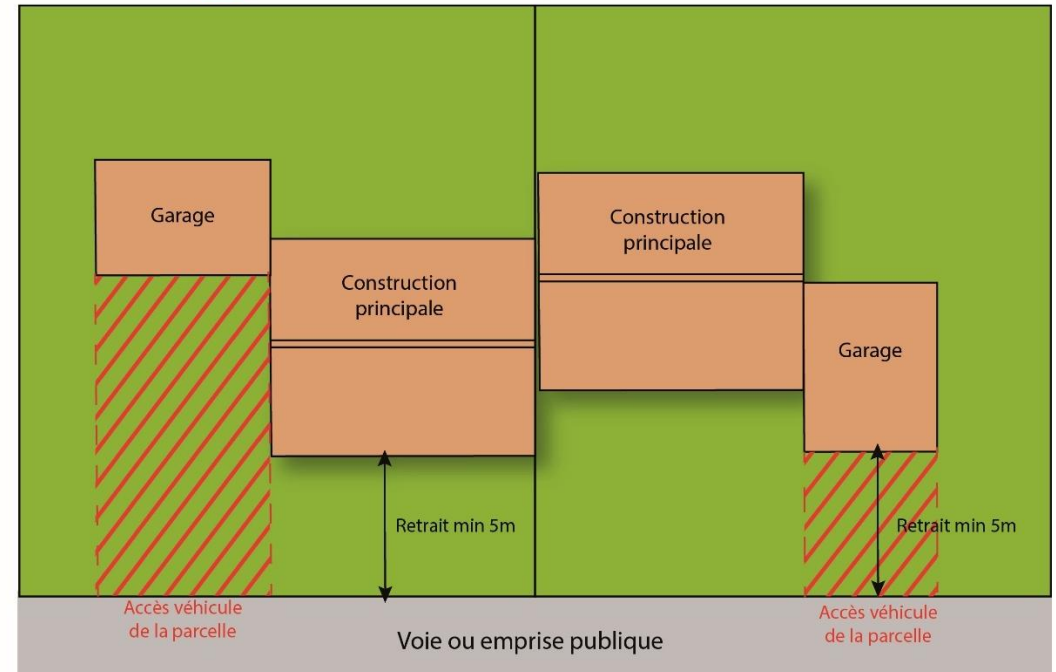 Garage
Construction
principale
Construction
principale
Garage
Retrait min 5m
Retrait min 5m
Accès véhicule
de la parcelle
Voie ou emprise publique
Accès véhicule
de la parcelle